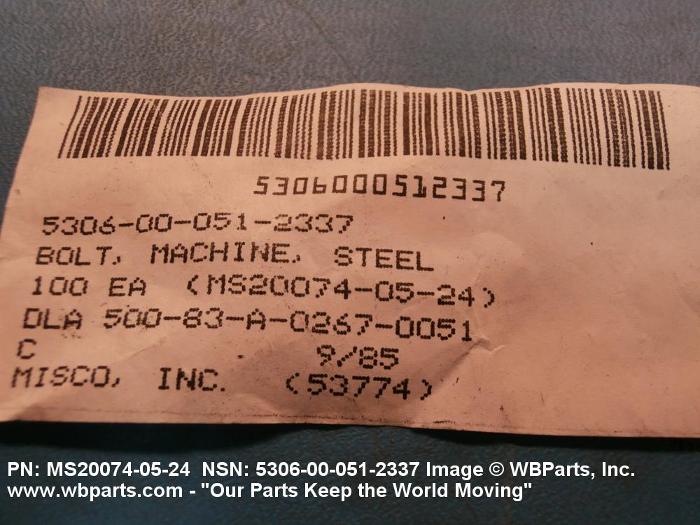 5306000512337
5306-00-051-2337
BOLT, MACHINE, STEEL
100 EA (MS20074-05-24)
DLA 500-83-A-0267-0051
C 9/85
MISCO, INC. (53774)
PN: MS20074-05-24 NSN: 5306-00-051-2337 Image © WBParts, Inc.
www.wbparts.com - "Our Parts Keep the World Moving"